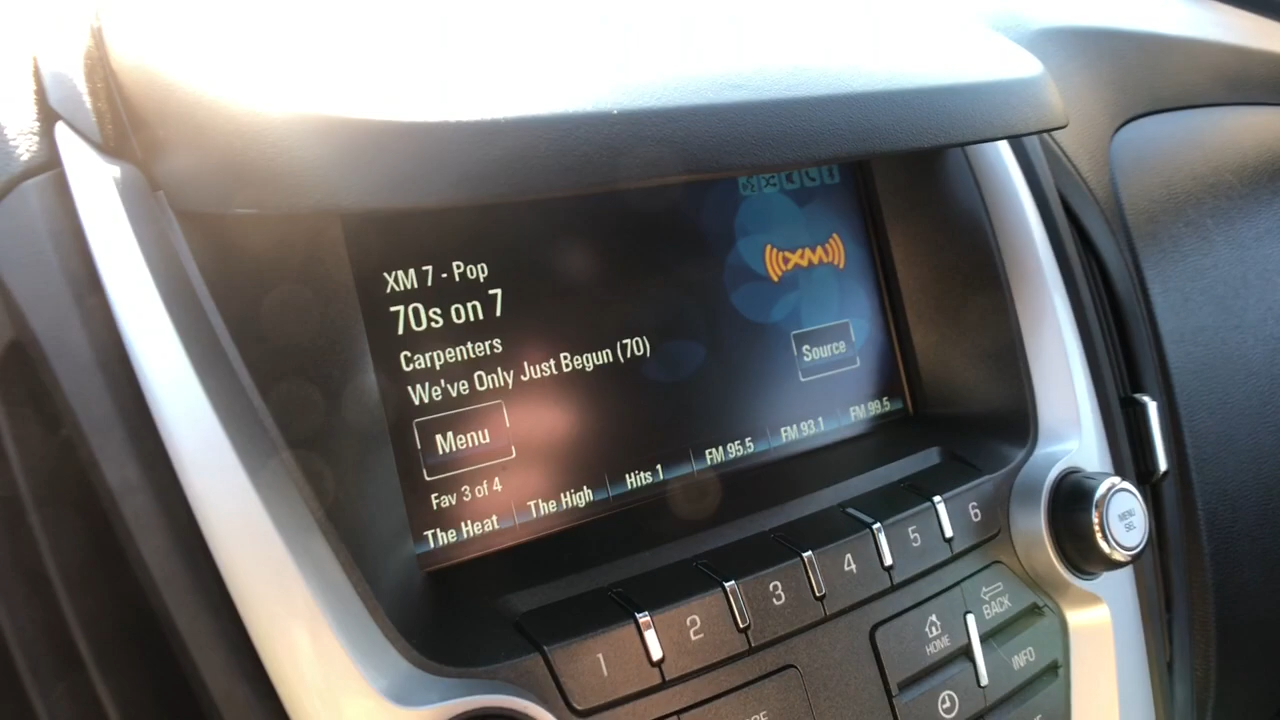 XM 7 - Pop
70s on 7
Carpenters
We've Only Just Begun (70)
((XM))
Source
Menu
Fav 3 of 4
The Heat
The High
Hits 1
FM 95.5
FM 93.1
FM 99.5
1
2
3
4
5
6
MENU
SEL
HOME
BACK
INFO